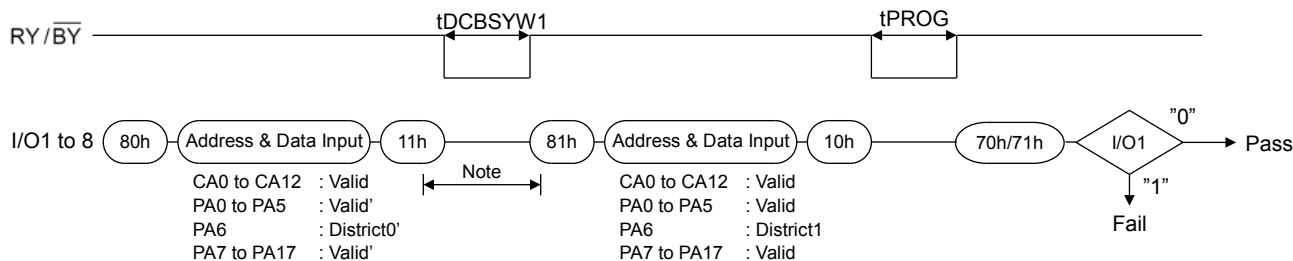 tDCBSYW1
tPROG
RY/BY
I/O1 to 8
80h
Address & Data Input
11h
81h
Address & Data Input
10h
70h/71h
I/O1
"0"
Pass
"1"
Fail
Note
CA0 to CA12 : Valid
PA0 to PA5 : Valid'
PA6 : District0'
PA7 to PA17 : Valid'
CA0 to CA12 : Valid
PA0 to PA5 : Valid
PA6 : District1
PA7 to PA17 : Valid